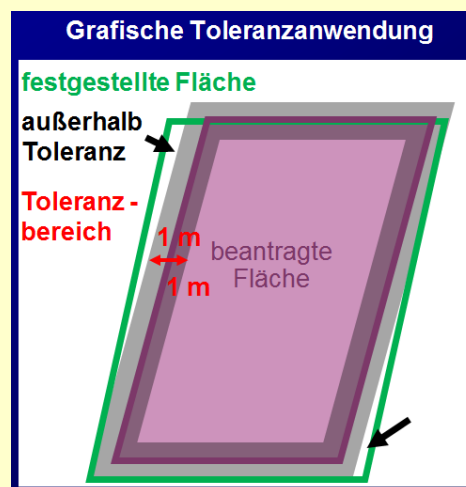 Grafische Toleranzanwendung
festgestellte Fläche
außerhalb
Toleranz
Toleranz -
bereich
1 m
1 m
beantragte
Fläche